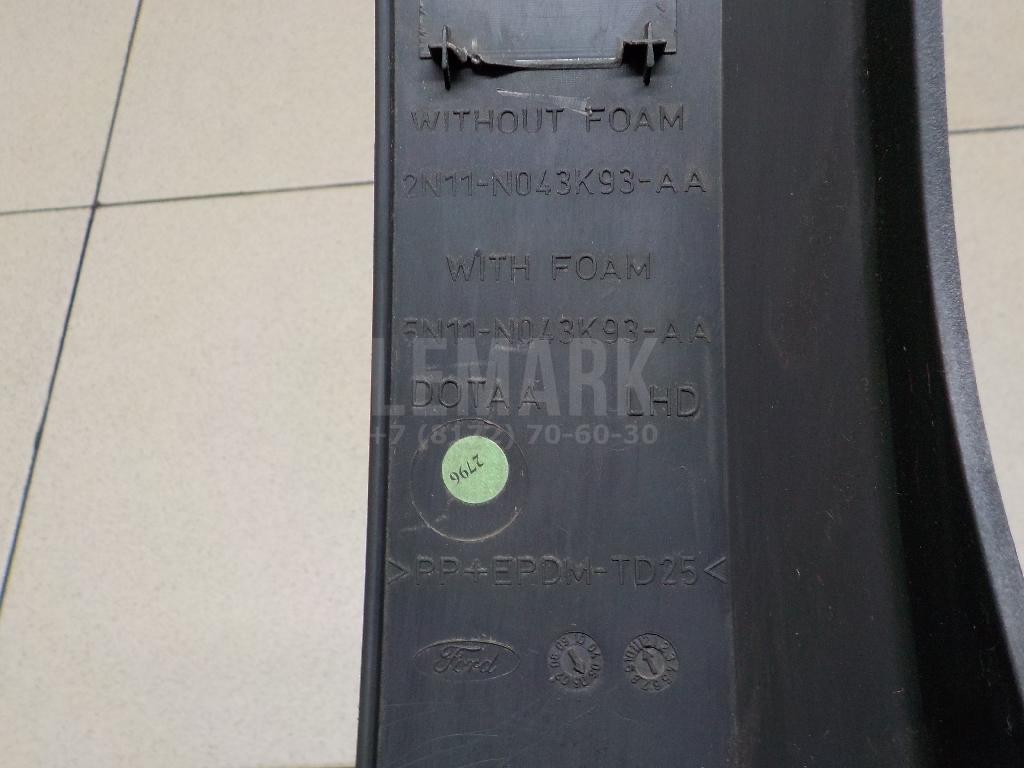 WITHOUT FOAM
2N11-N043K93-AA
WITH FOAM
5N11-N043K93-AA
LEMARK
DOTAA LHD
+7 (8172) 70-60-30
2796
>PP+EPDM-TD25<
Ford